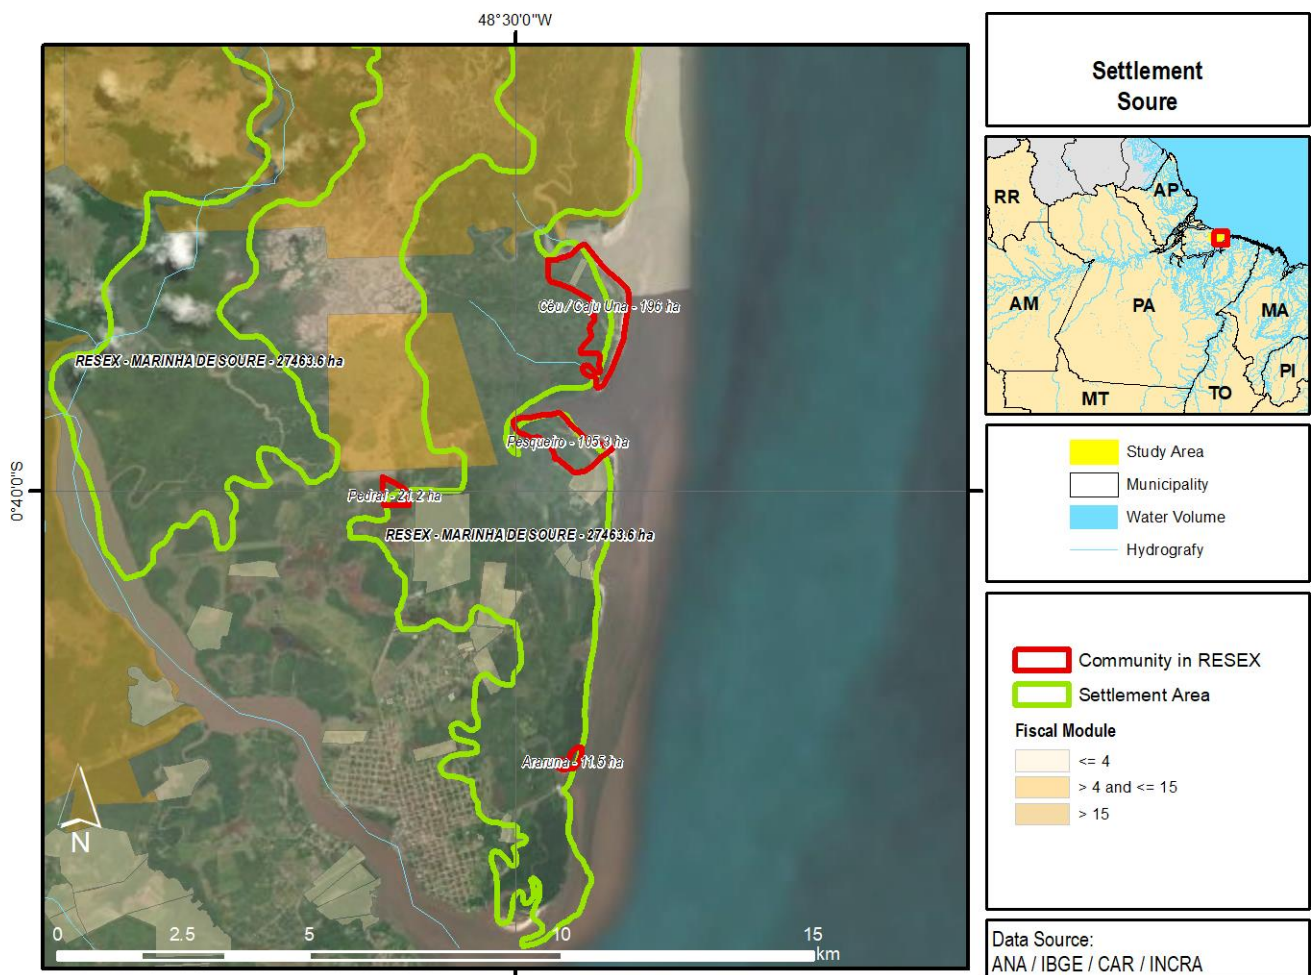 48°30'0"W
Settlement
Soure
RR
AP
AM
PA
MA
PI
MT
TO
Céu / Caju Una - 196 ha
RESEX - MARINHA DE SOURE - 27463.6 ha
Pesqueiro - 105.3 ha
0°40'0"S
Pedral - 21.2 ha
RESEX - MARINHA DE SOURE - 27463.6 ha
Araruna - 11.5 ha
N
0 2.5 5 10 15
km
Study Area
Municipality
Water Volume
Hydrografy
Community in RESEX
Settlement Area
Fiscal Module
<= 4
> 4 and <= 15
> 15
Data Source:
ANA / IBGE / CAR / INCRA